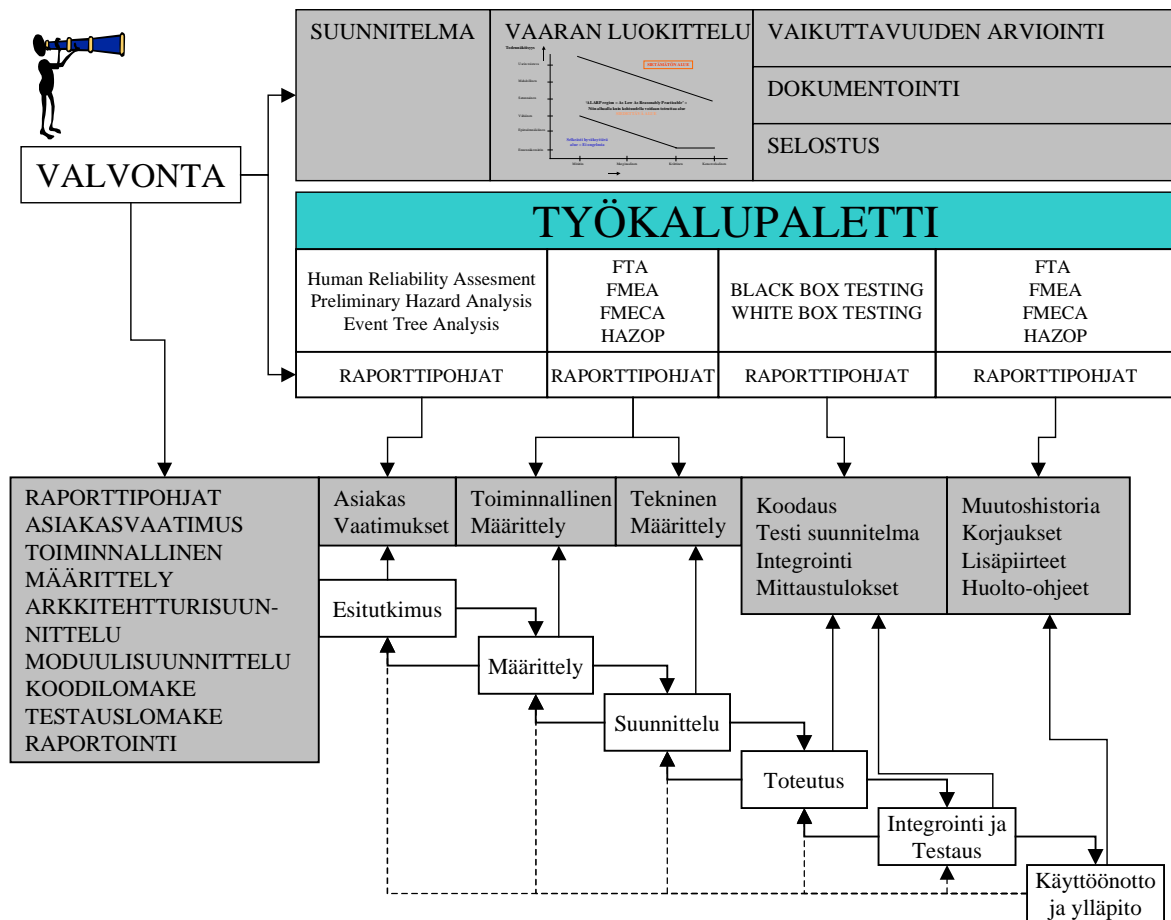 SUUNNITELMA
VAARAN LUOKITTELU
VAIKUTTAVUUDEN ARVIOINTI
DOKUMENTOINTI
SELOSTUS
VALVONTA
TYÖKALUPALETTI
Human Reliability Assesment
Preliminary Hazard Analysis
Event Tree Analysis
FTA
FMEA
FMECA
HAZOP
BLACK BOX TESTING
WHITE BOX TESTING
FTA
FMEA
FMECA
HAZOP
RAPORTTIPOHJAT
RAPORTTIPOHJAT
RAPORTTIPOHJAT
RAPORTTIPOHJAT
RAPORTTIPOHJAT
ASIAKASVAATIMUS
TOIMINNALLINEN
MÄÄRITTELY
ARKKITEHTTURISUUN-
NITTELU
MODUULISUUNNITTELU
KOODILOMAKE
TESTAUSLOMAKE
RAPORTOINTI
Asiakas
Vaatimukset
Toiminnallinen
Määrittely
Tekninen
Määrittely
Koodaus
Testi suunnitelma
Integrointi
Mittaustulokset
Muutoshistoria
Korjaukset
Lisäpiirteet
Huolto-ohjeet
Esitutkimus
Määrittely
Suunnittelu
Toteutus
Integrointi ja
Testaus
Käyttöönotto
ja ylläpito